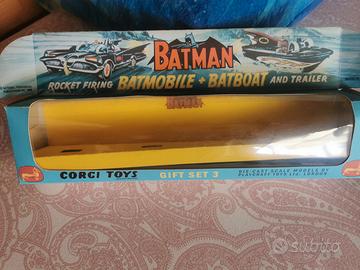 BATMAN
ROCKET FIRING BATMOBILE + BATBOAT AND TRAILER
CORGI TOYS
GIFT SET 3
DIE-CAST SCALE MODELS BY
PLAYCRAFT TOYS LTD. LONDON
subito